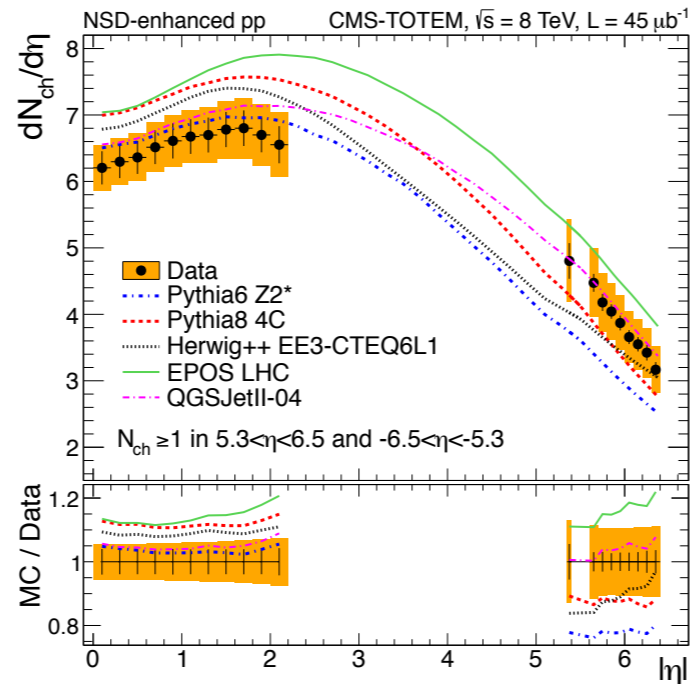 NSD-enhanced pp CMS-TOTEM, √s = 8 TeV, L = 45 μb⁻¹
dN_ch/dη
8
7
6
5
4
3
2
Data
Pythia6 Z2*
Pythia8 4C
Herwig++ EE3-CTEQ6L1
EPOS LHC
QGSJetII-04
N_ch ≥1 in 5.3<η<6.5 and -6.5<η<-5.3
MC / Data
1.2
1
0.8
0 1 2 3 4 5 6
|η|